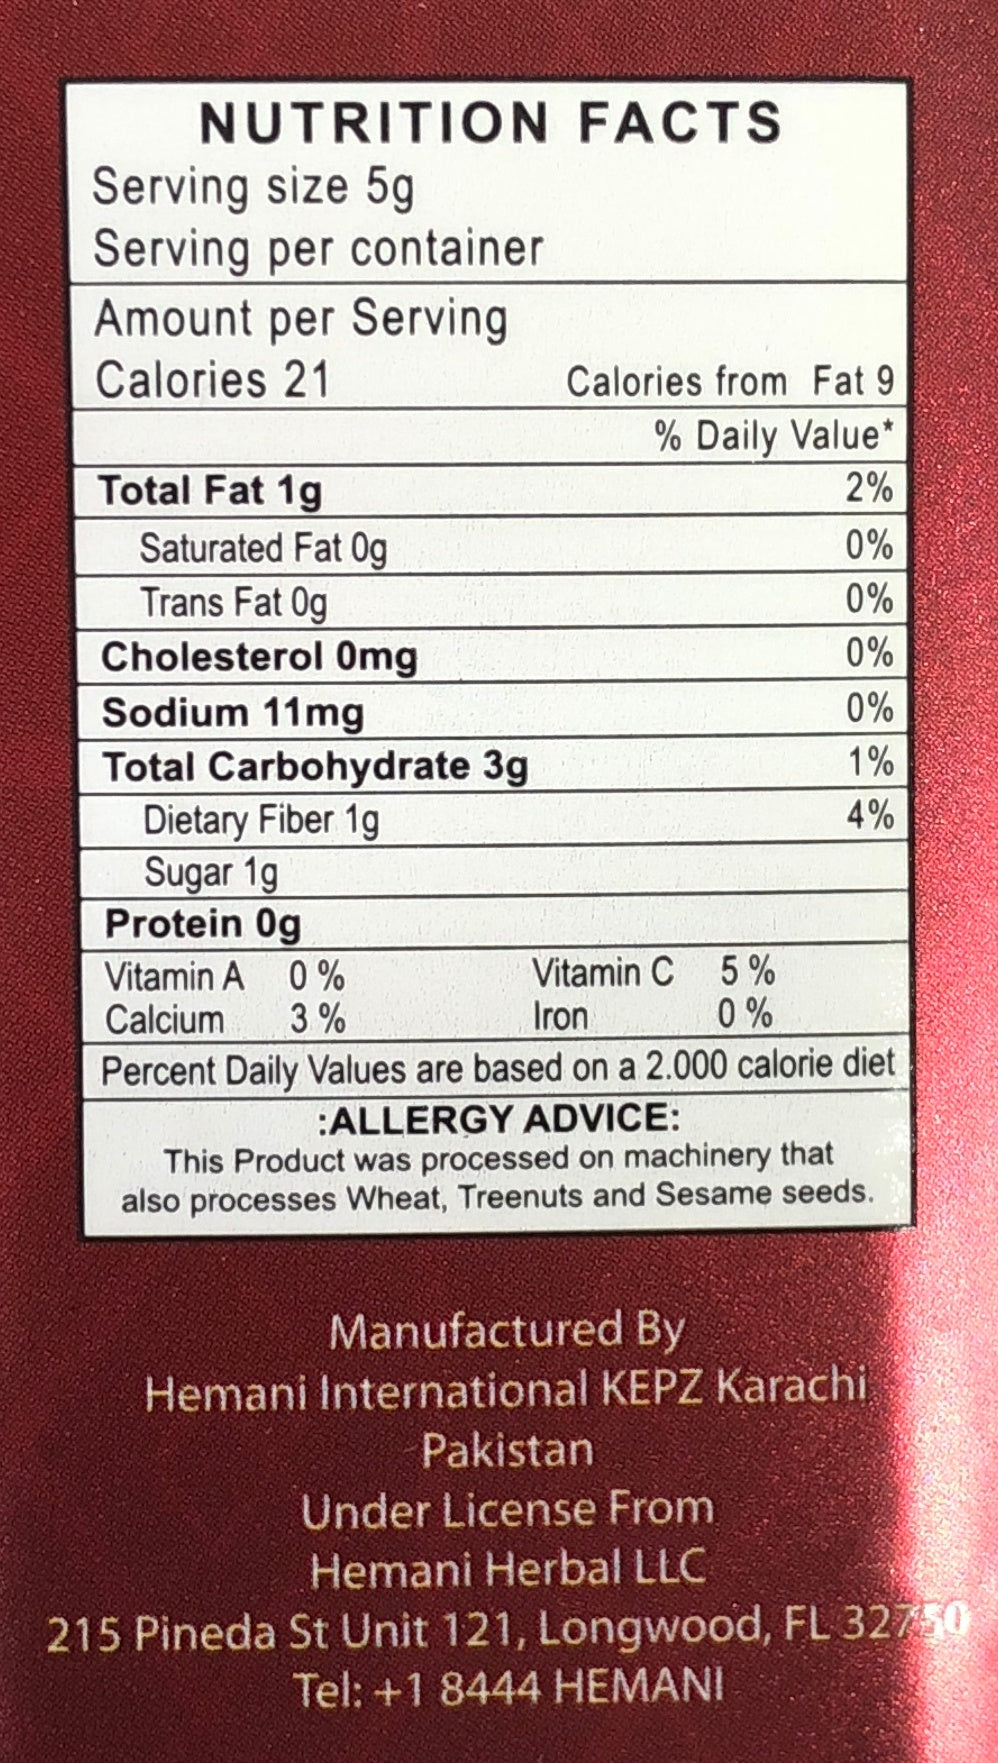 NUTRITION FACTS
Serving size 5g
Serving per container
Amount per Serving
Calories 21 Calories from Fat 9
% Daily Value*
Total Fat 1g 2%
Saturated Fat 0g 0%
Trans Fat 0g 0%
Cholesterol 0mg 0%
Sodium 11mg 0%
Total Carbohydrate 3g 1%
Dietary Fiber 1g 4%
Sugar 1g
Protein 0g
Vitamin A 0 % Vitamin C 5 %
Calcium 3 % Iron 0 %
Percent Daily Values are based on a 2.000 calorie diet
:ALLERGY ADVICE:
This Product was processed on machinery that
also processes Wheat, Treenuts and Sesame seeds.
Manufactured By
Hemani International KEPZ Karachi
Pakistan
Under License From
Hemani Herbal LLC
215 Pineda St Unit 121, Longwood, FL 32750
Tel: +1 8444 HEMANI